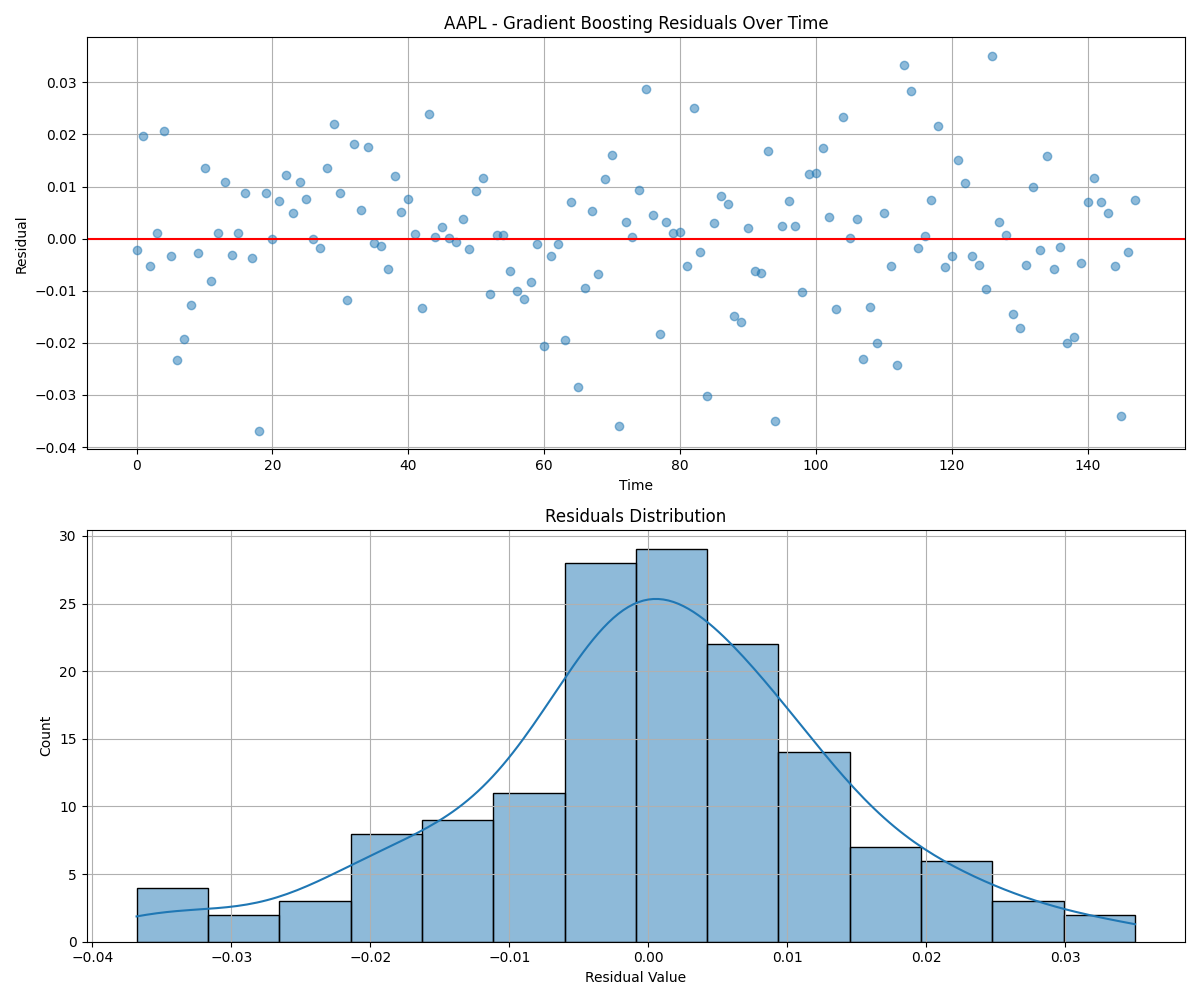 AAPL - Gradient Boosting Residuals Over Time
0.03
0.02
0.01
0.00
−0.01
−0.02
−0.03
−0.04
Residual
0 20 40 60 80 100 120 140
Time
Residuals Distribution
30
25
20
15
10
5
0
Count
−0.04 −0.03 −0.02 −0.01 0.00 0.01 0.02 0.03
Residual Value